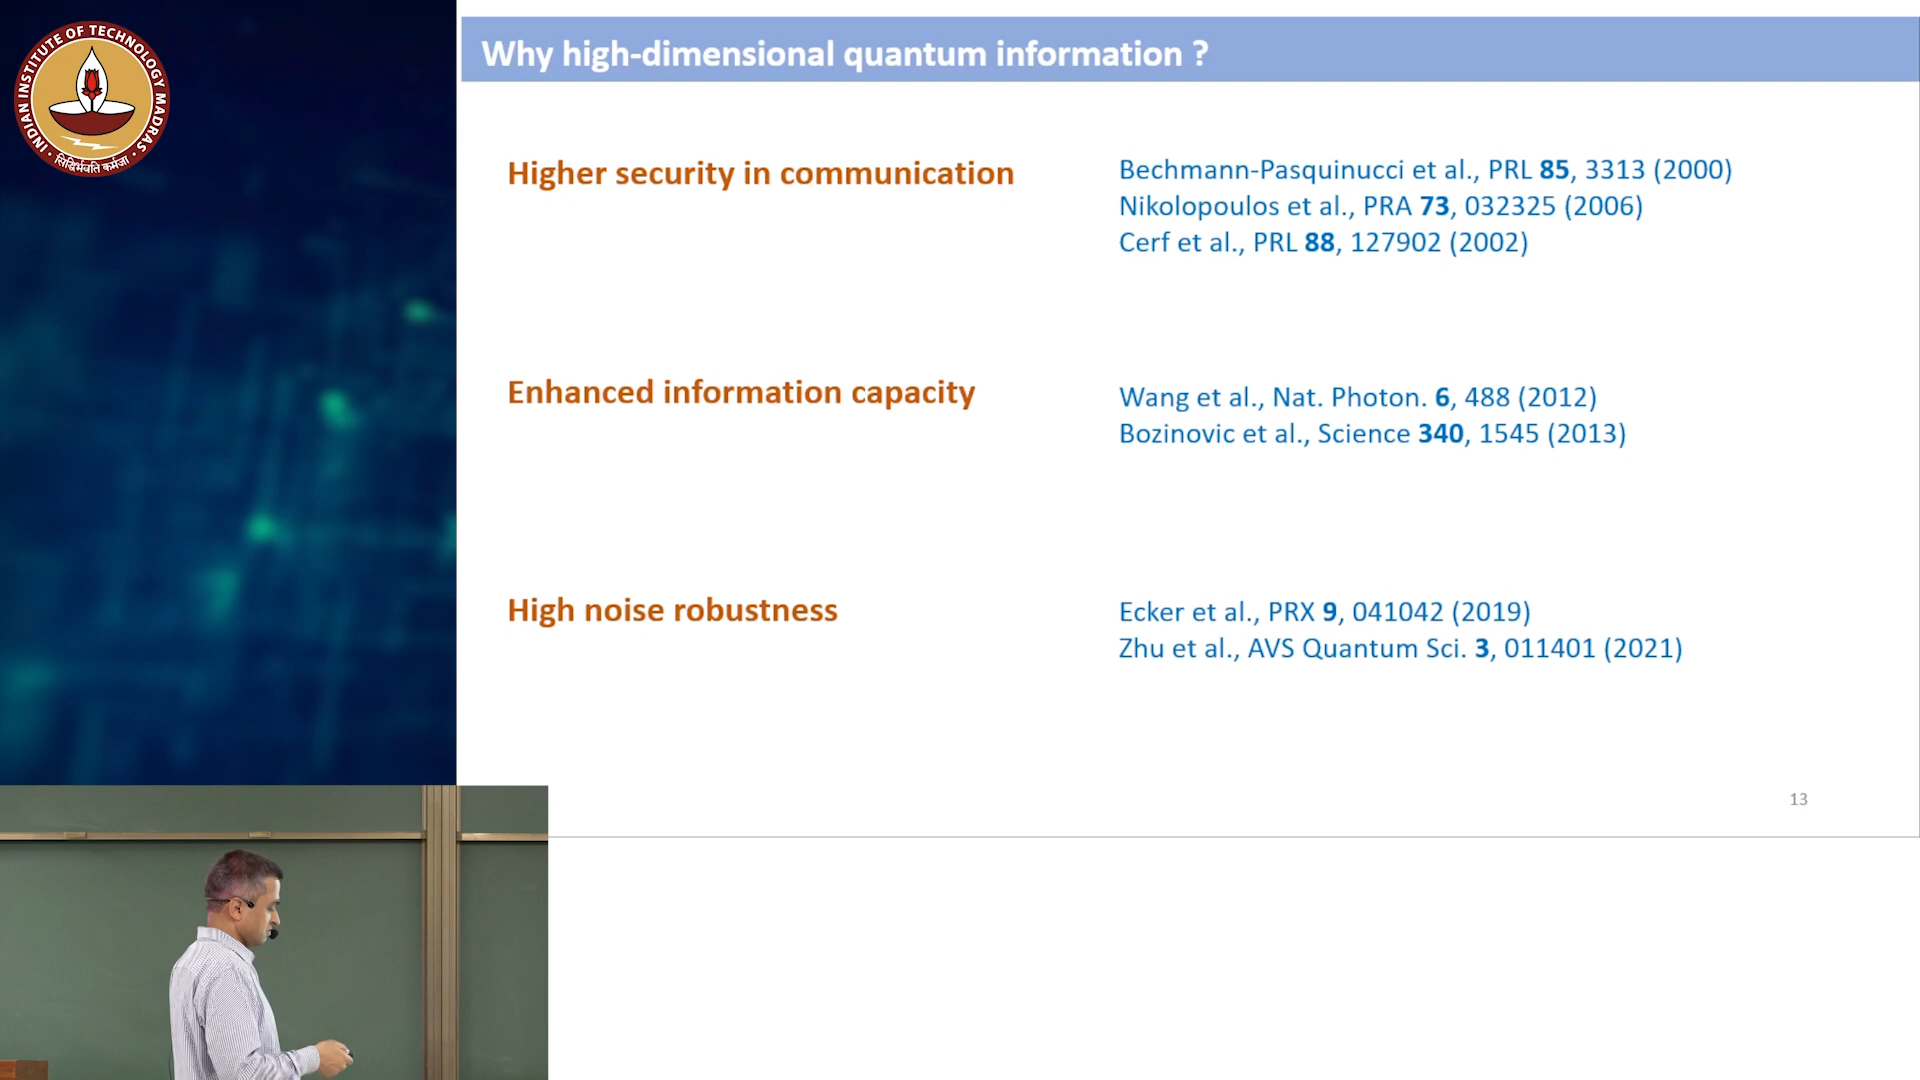 INDIAN INSTITUTE OF TECHNOLOGY MADRAS
सिद्धिर्भवति कर्मजा
Why high-dimensional quantum information ?
Higher security in communication
Bechmann-Pasquinucci et al., PRL 85, 3313 (2000)
Nikolopoulos et al., PRA 73, 032325 (2006)
Cerf et al., PRL 88, 127902 (2002)
Enhanced information capacity
Wang et al., Nat. Photon. 6, 488 (2012)
Bozinovic et al., Science 340, 1545 (2013)
High noise robustness
Ecker et al., PRX 9, 041042 (2019)
Zhu et al., AVS Quantum Sci. 3, 011401 (2021)
13